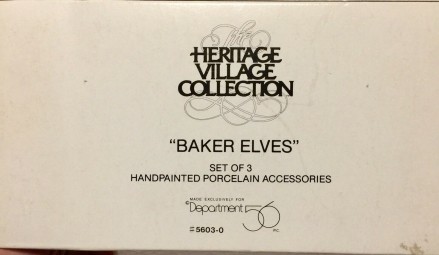 The
HERITAGE
VILLAGE
COLLECTION
"BAKER ELVES"
SET OF 3
HANDPAINTED PORCELAIN ACCESSORIES
MADE EXCLUSIVELY FOR
©Department 56 INC.
#5603-0